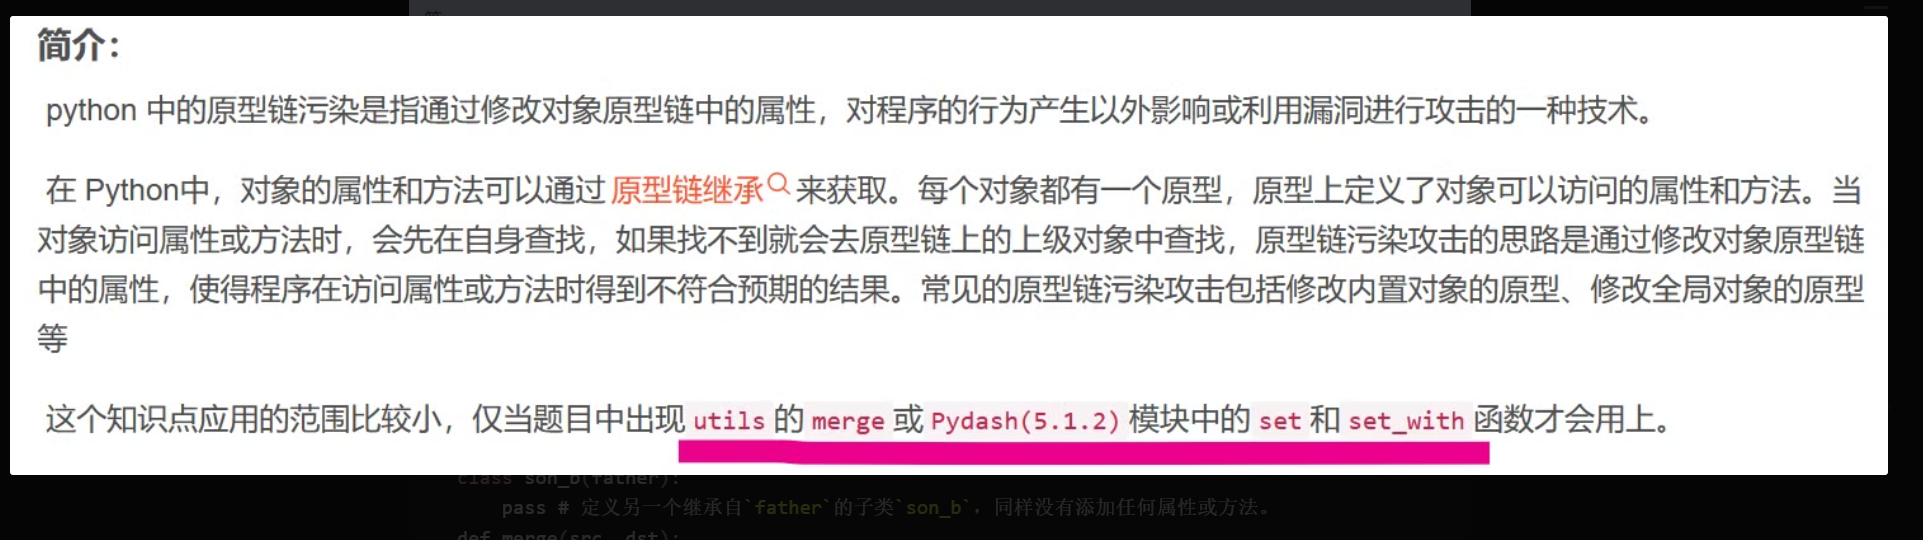 简介：
python 中的原型链污染是指通过修改对象原型链中的属性，对程序的行为产生以外影响或利用漏洞进行攻击的一种技术。
在 Python中，对象的属性和方法可以通过 原型链继承 来获取。每个对象都有一个原型，原型上定义了对象可以访问的属性和方法。当
对象访问属性或方法时，会先在自身查找，如果找不到就会去原型链上的上级对象中查找，原型链污染攻击的思路是通过修改对象原型链
中的属性，使得程序在访问属性或方法时得到不符合预期的结果。常见的原型链污染攻击包括修改内置对象的原型、修改全局对象的原型
等
这个知识点应用的范围比较小，仅当题目中出现 utils 的 merge 或 Pydash(5.1.2) 模块中的 set 和 set_with 函数才会用上。
class son_b(father):
pass # 定义另一个继承自`father`的子类`son_b`，同样没有添加任何属性或方法。
def merge(src, dst):